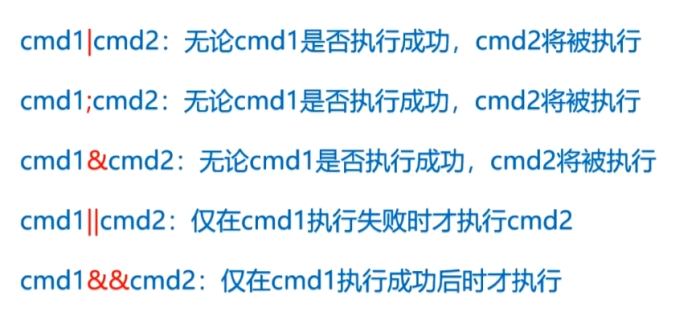 cmd1|cmd2：无论cmd1是否执行成功，cmd2将被执行
cmd1;cmd2：无论cmd1是否执行成功，cmd2将被执行
cmd1&cmd2：无论cmd1是否执行成功，cmd2将被执行
cmd1||cmd2：仅在cmd1执行失败时才执行cmd2
cmd1&&cmd2：仅在cmd1执行成功后时才执行